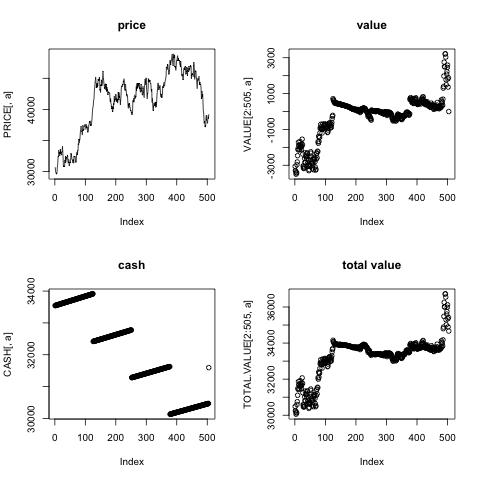 price
PRICE[, a]
30000 40000
0 100 200 300 400 500
Index
value
VALUE[2:505, a]
-3000 -1000 1000 3000
0 100 200 300 400 500
Index
cash
CASH[, a]
30000 32000 34000
0 100 200 300 400 500
Index
total value
TOTAL.VALUE[2:505, a]
30000 32000 34000 36000
0 100 200 300 400 500
Index